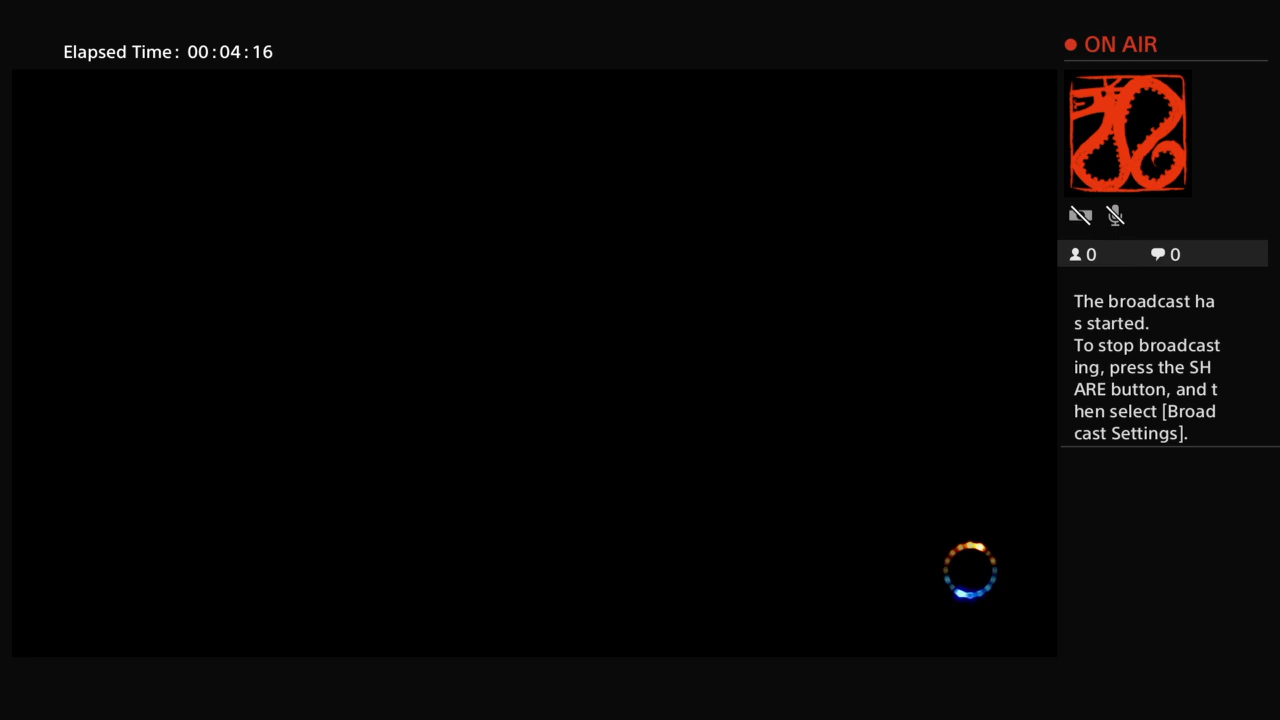 Elapsed Time: 00:04:16
ON AIR
0 0
The broadcast ha
s started.
To stop broadcast
ing, press the SH
ARE button, and t
hen select [Broad
cast Settings].